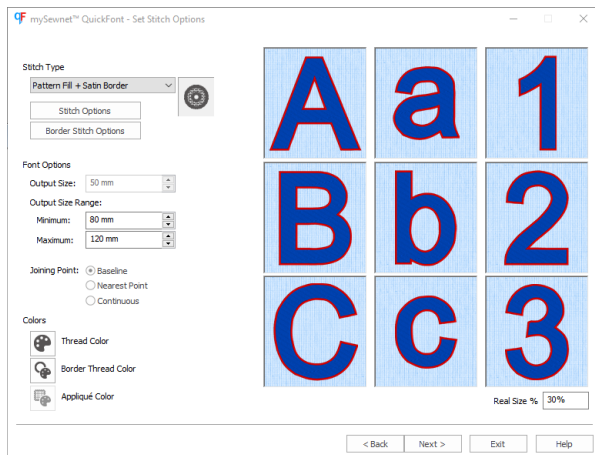 mySewnet™ QuickFont - Set Stitch Options
Stitch Type
Pattern Fill + Satin Border
Stitch Options
Border Stitch Options
Font Options
Output Size: 50 mm
Output Size Range:
Minimum: 80 mm
Maximum: 120 mm
Joining Point: Baseline
Nearest Point
Continuous
Colors
Thread Color
Border Thread Color
Appliqué Color
A a 1
B b 2
C c 3
Real Size % 30%
< Back Next > Exit Help